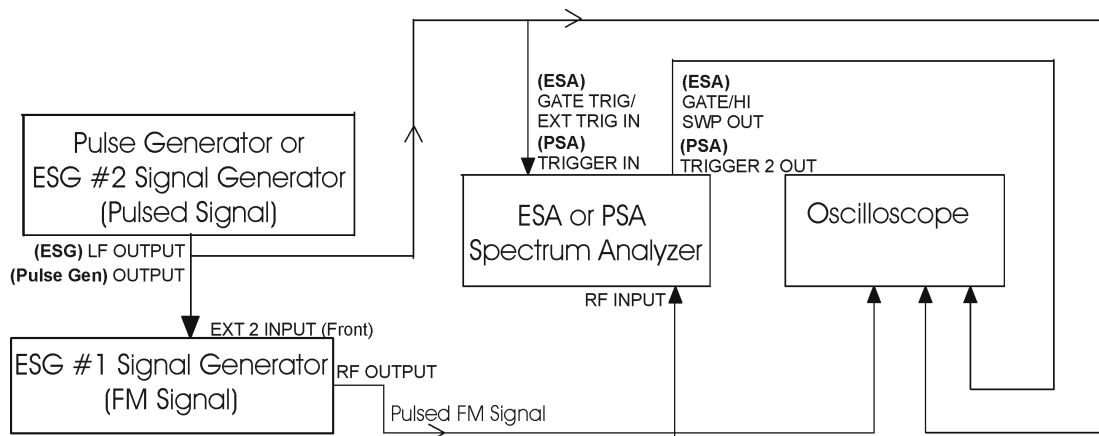 (ESA)
GATE TRIG/
EXT TRIG IN
(PSA)
TRIGGER IN
(ESA)
GATE/HI
SWP OUT
(PSA)
TRIGGER 2 OUT
Pulse Generator or
ESG #2 Signal Generator
(Pulsed Signal)
ESA or PSA
Spectrum Analyzer
Oscilloscope
(ESG) LF OUTPUT
(Pulse Gen) OUTPUT
RF INPUT
EXT 2 INPUT (Front)
ESG #1 Signal Generator
(FM Signal)
RF OUTPUT
Pulsed FM Signal